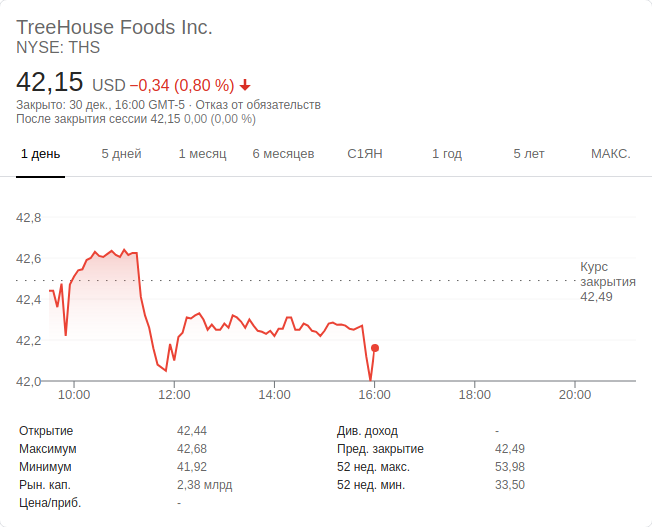 TreeHouse Foods Inc.
NYSE: THS
42,15 USD −0,34 (0,80 %)
Закрыто: 30 дек., 16:00 GMT-5 · Отказ от обязательств
После закрытия сессии 42,15 0,00 (0,00 %)
1 день 5 дней 1 месяц 6 месяцев С1ЯН 1 год 5 лет МАКС.
42,8
42,6
Курс
закрытия
42,49
42,4
42,2
42,0
10:00 12:00 14:00 16:00 18:00 20:00
Открытие 42,44 Див. доход -
Максимум 42,68 Пред. закрытие 42,49
Минимум 41,92 52 нед. макс. 53,98
Рын. кап. 2,38 млрд 52 нед. мин. 33,50
Цена/приб. -